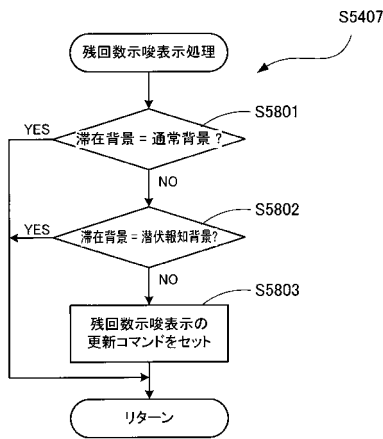 S5407
残回数示唆表示処理
S5801
YES
滞在背景=通常背景?
NO
S5802
YES
滞在背景=潜伏報知背景?
NO
S5803
残回数示唆表示の
更新コマンドをセット
リターン